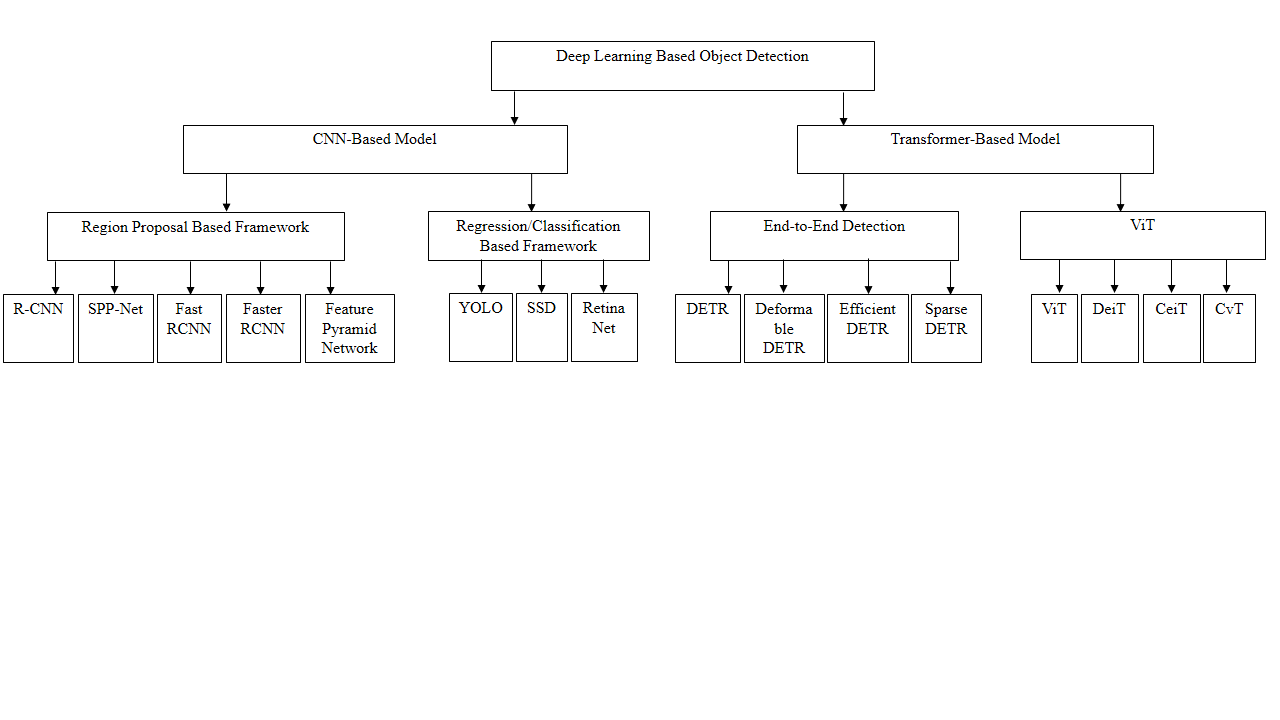 Deep Learning Based Object Detection
CNN-Based Model
Transformer-Based Model
Region Proposal Based Framework
Regression/Classification
Based Framework
End-to-End Detection
ViT
R-CNN
SPP-Net
Fast
RCNN
Faster
RCNN
Feature
Pyramid
Network
YOLO
SSD
Retina
Net
DETR
Deforma
ble
DETR
Efficient
DETR
Sparse
DETR
ViT
DeiT
CeiT
CvT